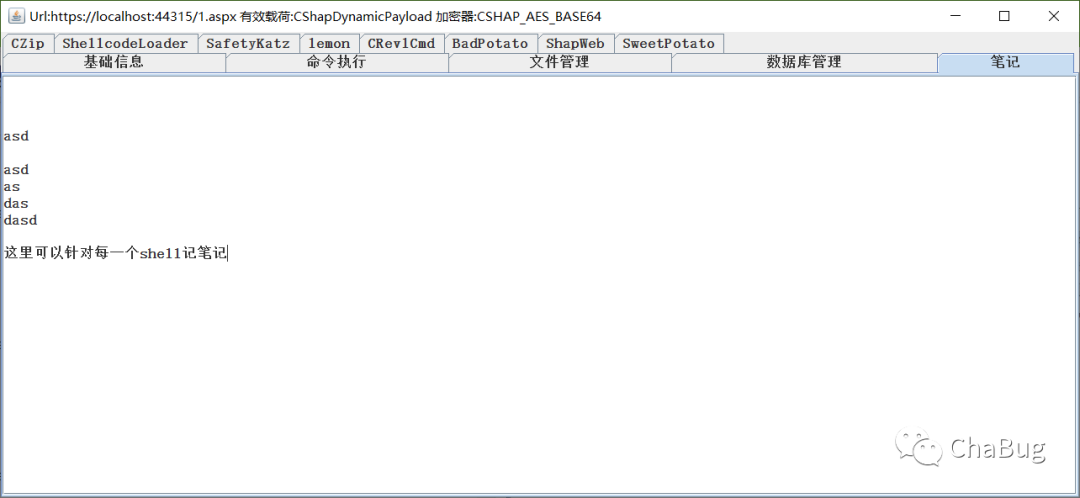 Url:https://localhost:44315/1.aspx 有效载荷:CShapDynamicPayload 加密器:CSHAP_AES_BASE64
CZip ShellcodeLoader SafetyKatz lemon CRevlCmd BadPotato ShapWeb SweetPotato
基础信息 命令执行 文件管理 数据库管理 笔记
asd
asd
as
das
dasd
这里可以针对每一个shell记笔记
ChaBug